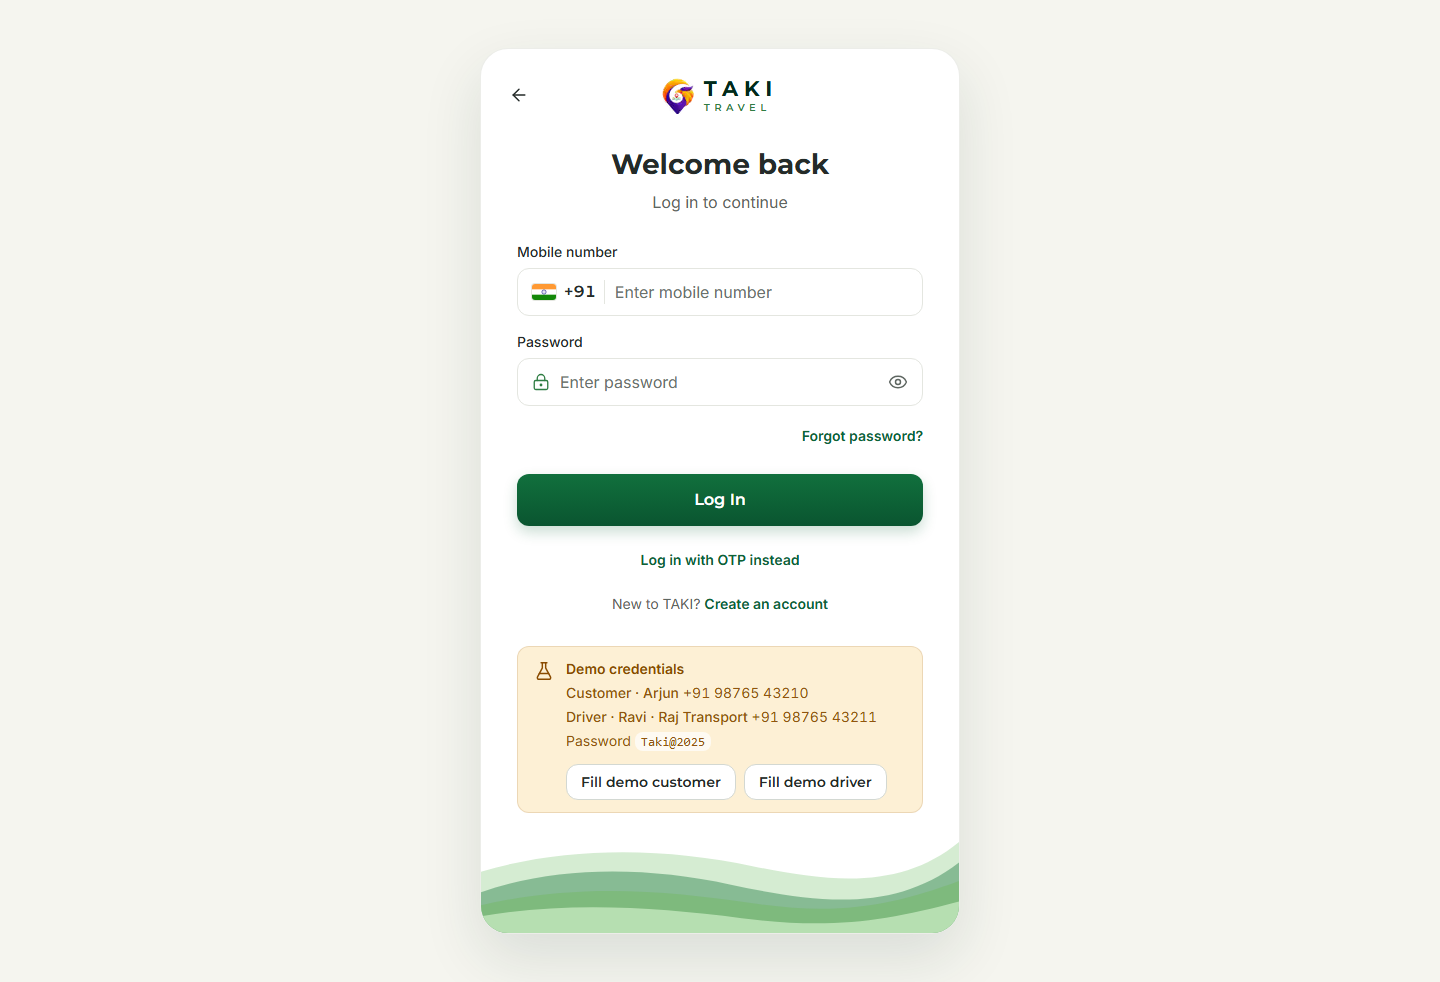 TAKI
TRAVEL
Welcome back
Log in to continue
Mobile number
+91 Enter mobile number
Password
Enter password
Forgot password?
Log In
Log in with OTP instead
New to TAKI? Create an account
Demo credentials
Customer · Arjun +91 98765 43210
Driver · Ravi · Raj Transport +91 98765 43211
Password Taki@2025
Fill demo customer Fill demo driver